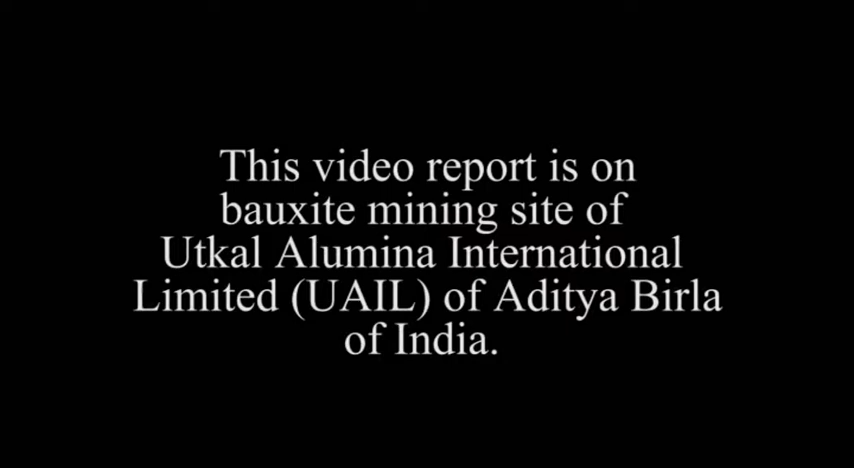 This video report is on
bauxite mining site of
Utkal Alumina International
Limited (UAIL) of Aditya Birla
of India.